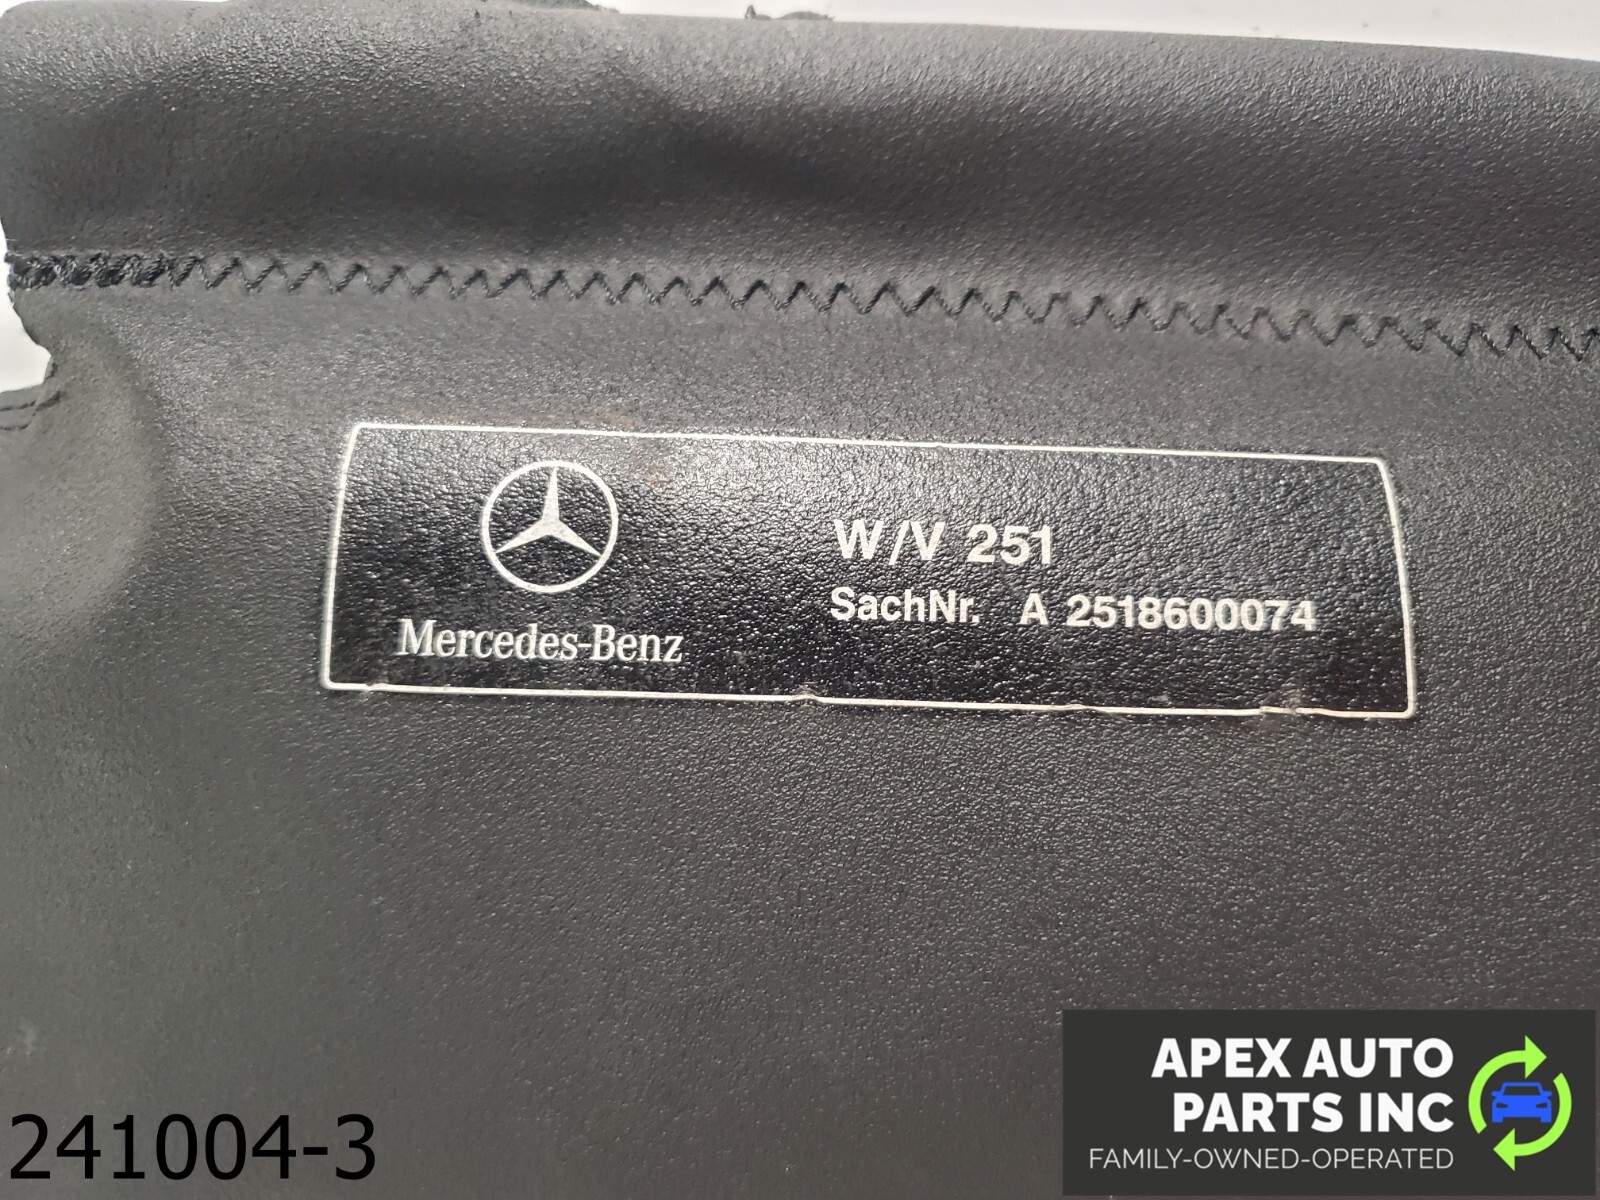 W/V 251
SachNr. A 2518600074
Mercedes-Benz
APEX AUTO
PARTS INC
FAMILY-OWNED-OPERATED
241004-3